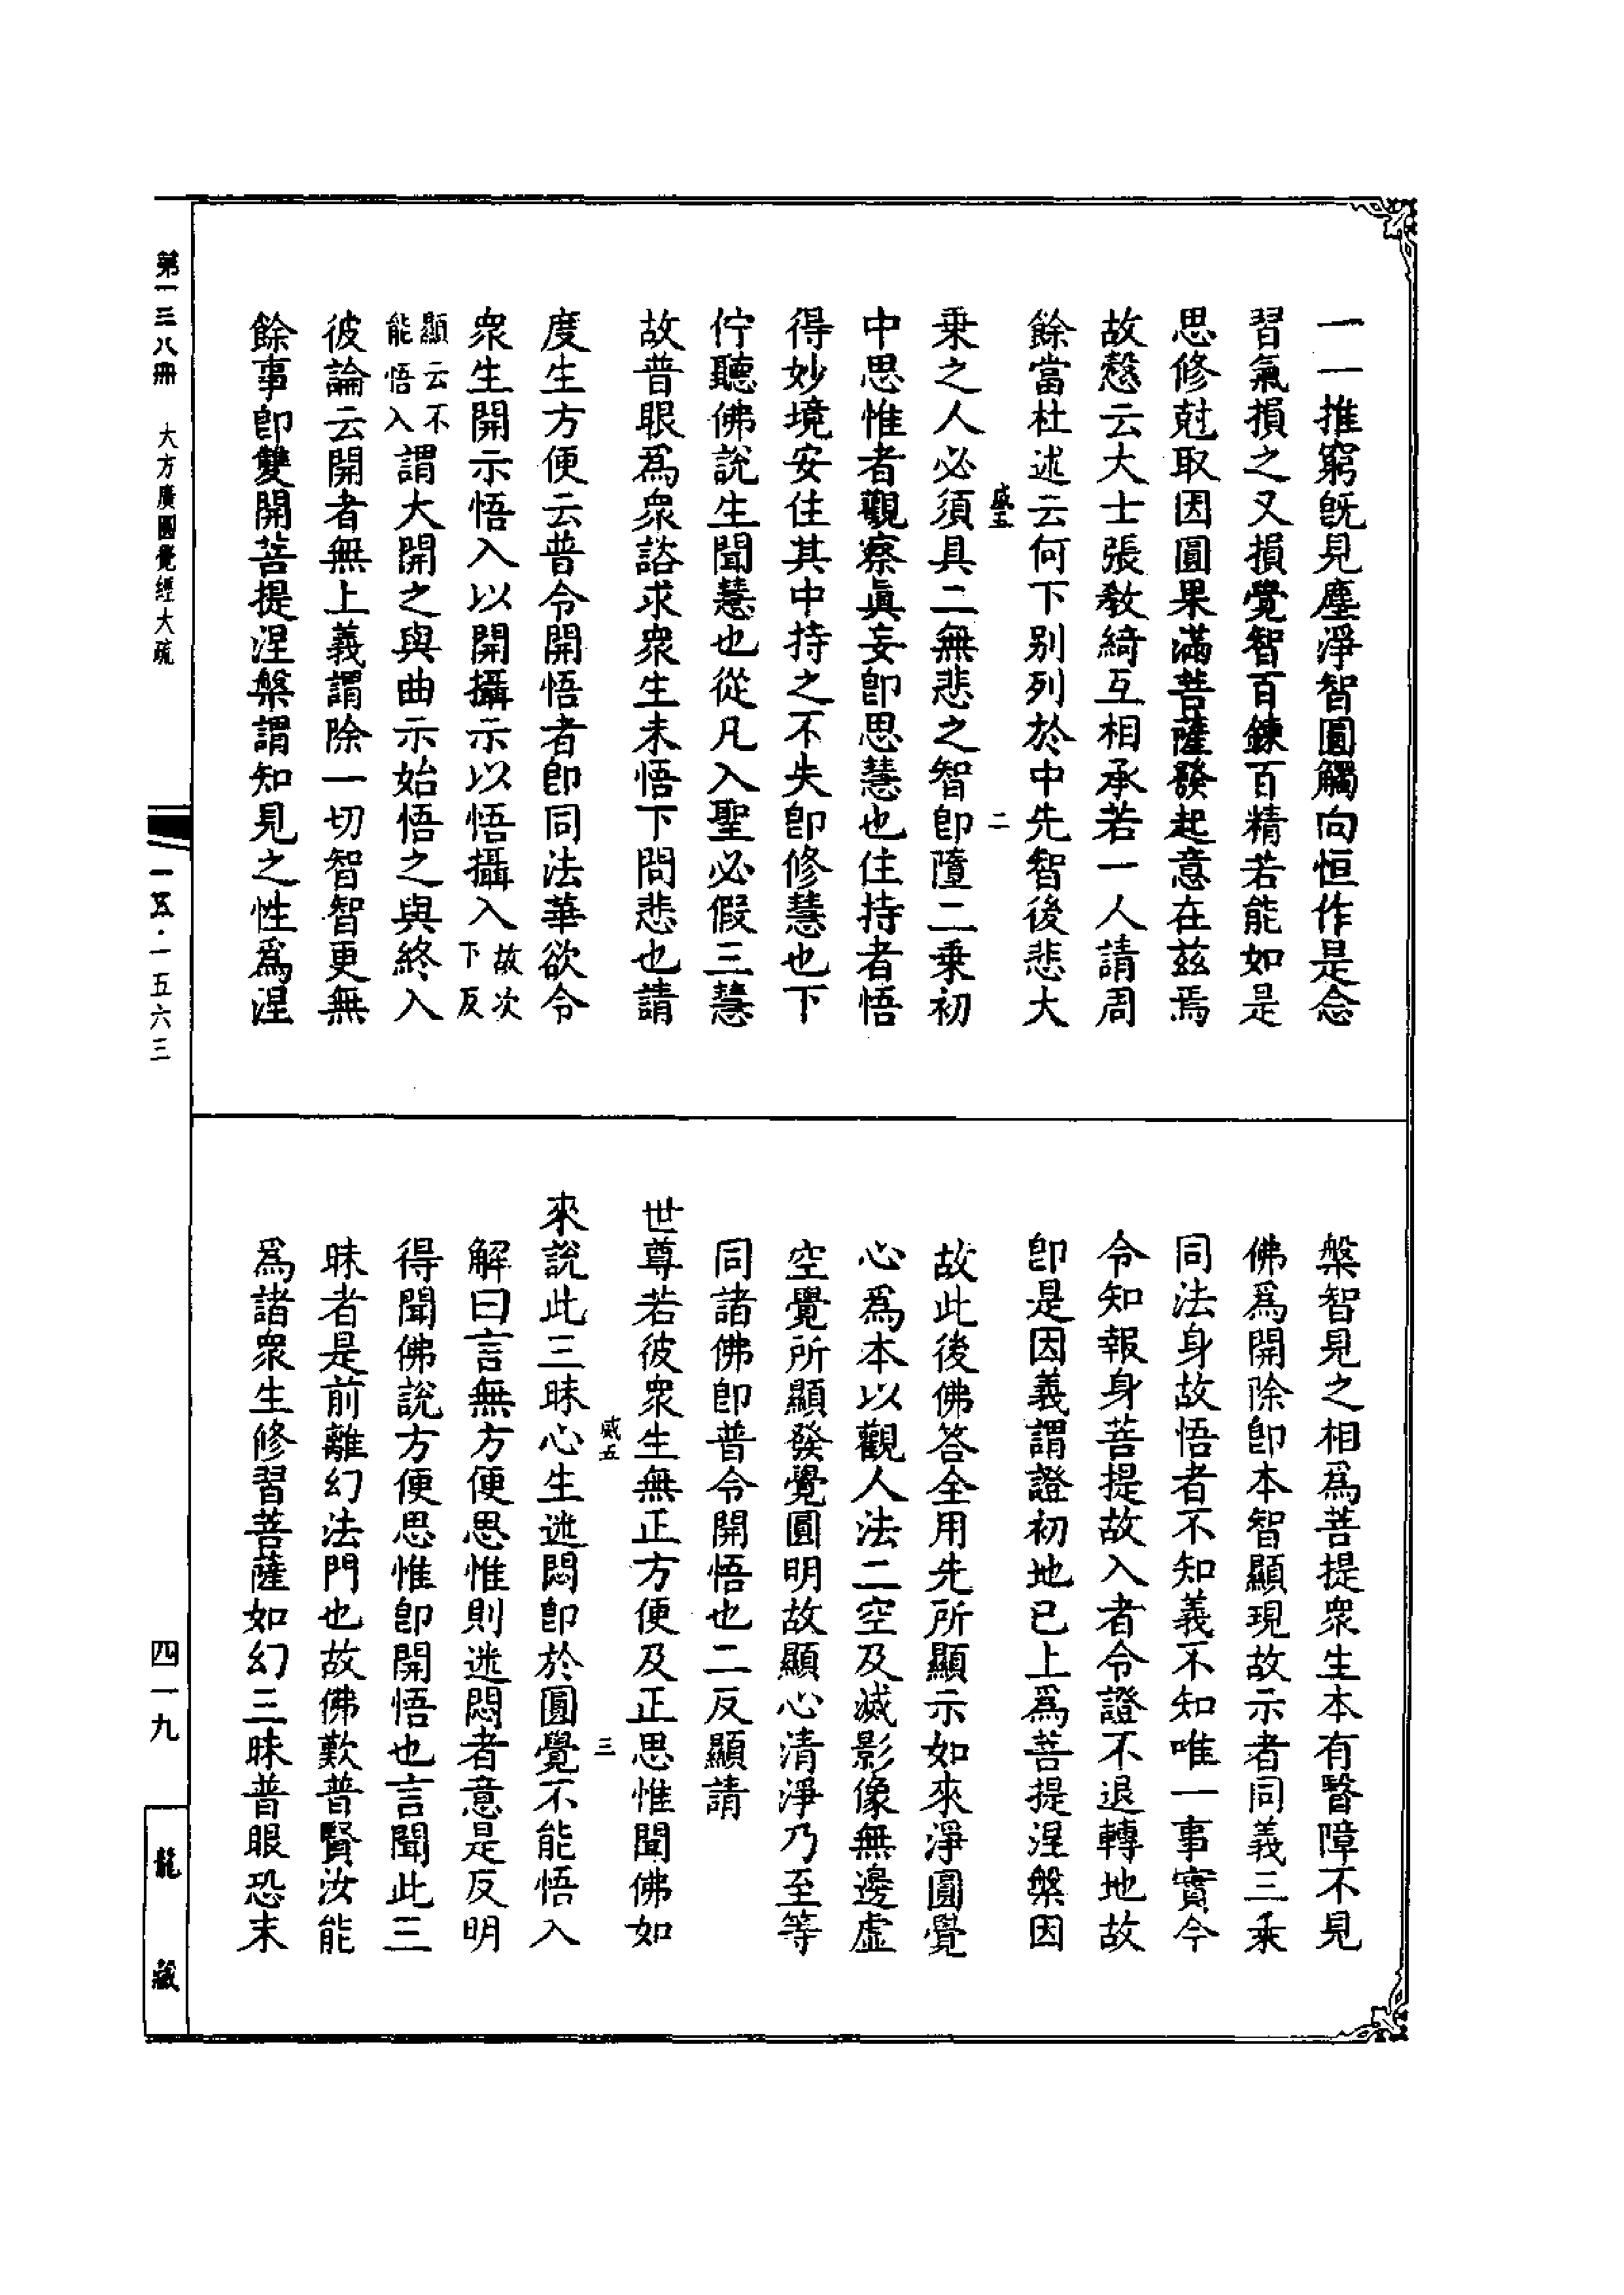 一一推窮旣見塵淨智圓觸向恒作是念
習氣損之又損覺智百鍊百精若能如是
思修尅取因圓果滿菩薩發起意在茲焉
故慤云大士張敎綺互相承若一人請周
餘當杜述云何下別列於中先智後悲大
二
乗之人必須具二無悲之智卽墮二乗初
中思惟者觀察眞妄卽思慧也住持者悟
得妙境安住其中持之不失卽修慧也下
佇聽佛說生聞慧也從凡入聖必假三慧
故普眼爲衆諮求衆生未悟下問悲也請
度生方便云普令開悟者卽同法華欲令
衆生開示悟入以開攝示以悟攝入故次下反
顯云不能悟入謂大開之與曲示始悟之與終入
彼論云開者無上義謂除一切智智更無
餘事卽雙開菩提涅槃謂知見之性爲涅
槃智見之相爲菩提衆生本有瞖障不見
佛爲開除卽本智顯現故示者同義三乘
同法身故悟者不知義不知唯一事實今
令知報身菩提故入者令證不退轉地故
卽是因義謂證初地已上爲菩提涅槃因
故此後佛答全用先所顯示如來淨圓覺
心爲本以觀人法二空及滅影像無邊虛
空覺所顯發覺圓明故顯心清淨乃至等
同諸佛卽普令開悟也二反顯請
世尊若彼衆生無正方便及正思惟聞佛如
咸五 三
來說此三昧心生迷悶卽於圓覺不能悟入
解曰言無方便思惟則迷悶者意是反明
得聞佛說方便思惟卽開悟也言聞此三
昧者是前離幻法門也故佛歎普賢汝能
爲諸衆生修習菩薩如幻三昧普眼恐末
第一三八冊 大方廣圓覺經大疏
一五六三
四一九
龍藏